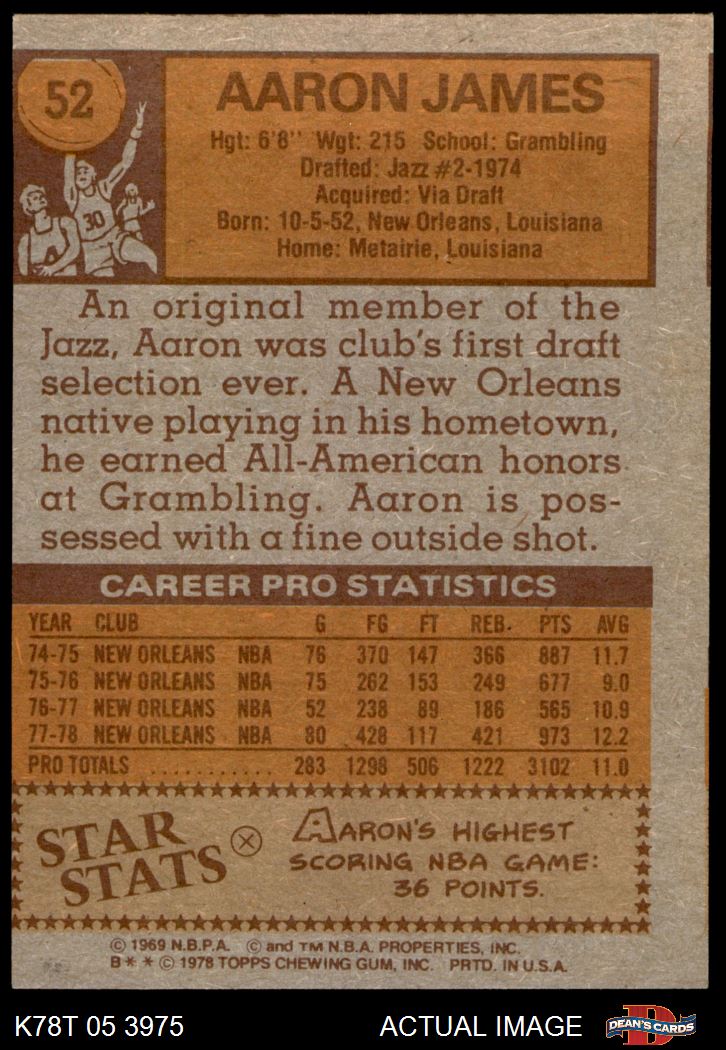 52
AARON JAMES
Hgt: 6'8" Wgt: 215 School: Grambling
Drafted: Jazz #2-1974
Acquired: Via Draft
Born: 10-5-52, New Orleans, Louisiana
Home: Metairie, Louisiana
30
An original member of the
Jazz, Aaron was club's first draft
selection ever. A New Orleans
native playing in his hometown,
he earned All-American honors
at Grambling. Aaron is pos-
sessed with a fine outside shot.
CAREER PRO STATISTICS
YEAR CLUB G FG FT REB. PTS AVG
74-75 NEW ORLEANS NBA 76 370 147 366 887 11.7
75-76 NEW ORLEANS NBA 75 262 153 249 677 9.0
76-77 NEW ORLEANS NBA 52 238 89 186 565 10.9
77-78 NEW ORLEANS NBA 80 428 117 421 973 12.2
PRO TOTALS ........... 283 1298 506 1222 3102 11.0
STAR
STATS
AARON'S HIGHEST
SCORING NBA GAME:
36 POINTS.
© 1969 N.B.P.A. © and TM N.B.A. PROPERTIES, INC.
B * * © 1978 TOPPS CHEWING GUM, INC. PRTD. IN U.S.A.
K78T 05 3975 ACTUAL IMAGE DEAN'S CARDS